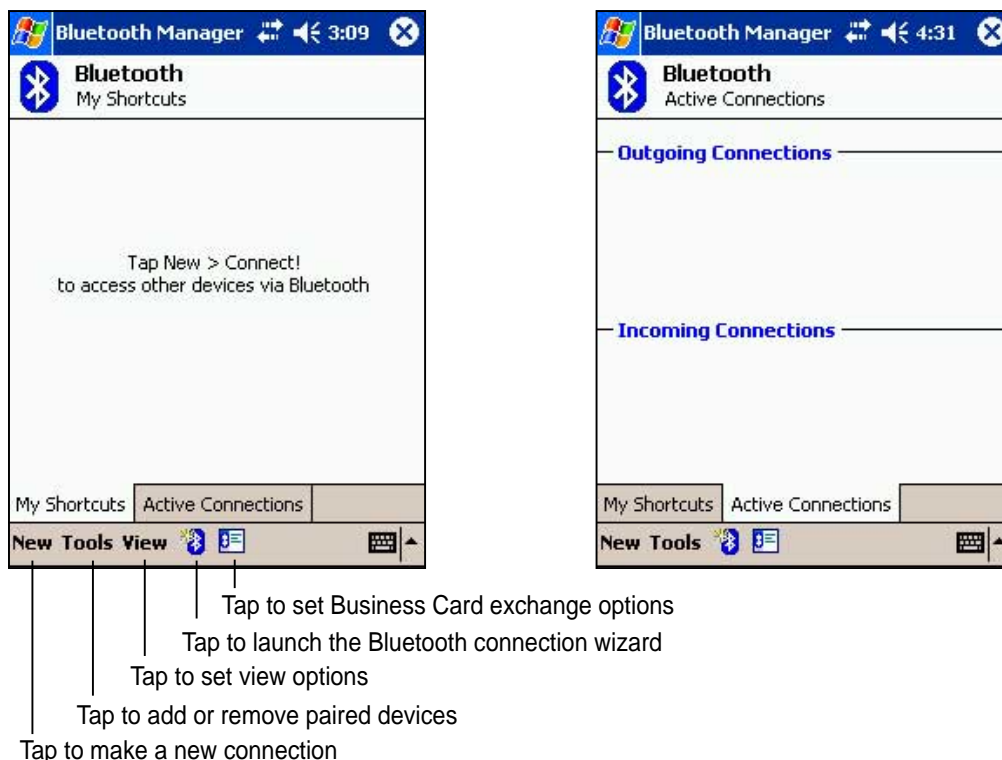 Bluetooth Manager 3:09
Bluetooth
My Shortcuts
Tap New > Connect!
to access other devices via Bluetooth
My Shortcuts Active Connections
New Tools View
Bluetooth Manager 4:31
Bluetooth
Active Connections
Outgoing Connections
Incoming Connections
My Shortcuts Active Connections
New Tools
Tap to set Business Card exchange options
Tap to launch the Bluetooth connection wizard
Tap to set view options
Tap to add or remove paired devices
Tap to make a new connection